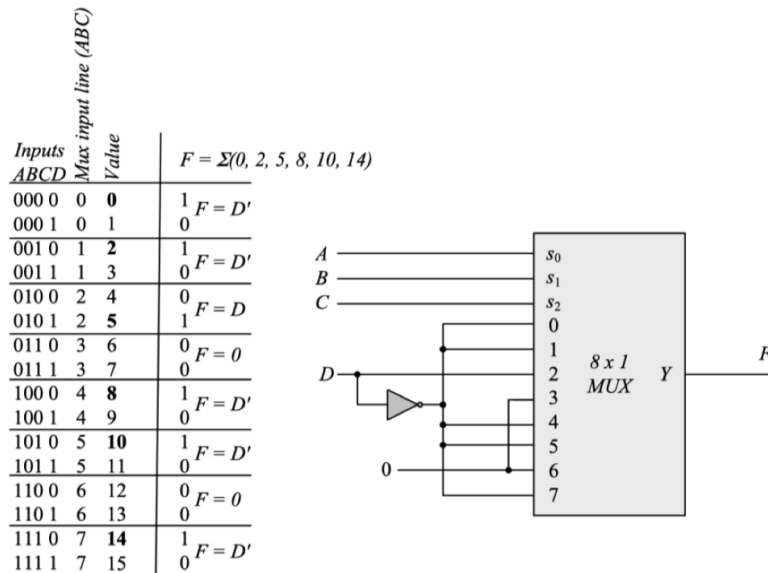 Mux input line (ABC)
Inputs
ABCD
Value
F = Σ(0, 2, 5, 8, 10, 14)
000 0 0 0 1
F = D'
000 1 0 1 0
001 0 1 2 1
F = D'
001 1 1 3 0
010 0 2 4 0
F = D
010 1 2 5 1
011 0 3 6 0
F = 0
011 1 3 7 0
100 0 4 8 1
F = D'
100 1 4 9 0
101 0 5 10 1
F = D'
101 1 5 11 0
110 0 6 12 0
F = 0
110 1 6 13 0
111 0 7 14 1
F = D'
111 1 7 15 0
A s0
B s1
C s2
0
1
D 2
3
4
5
0 6
7
8 x 1
MUX
Y
F